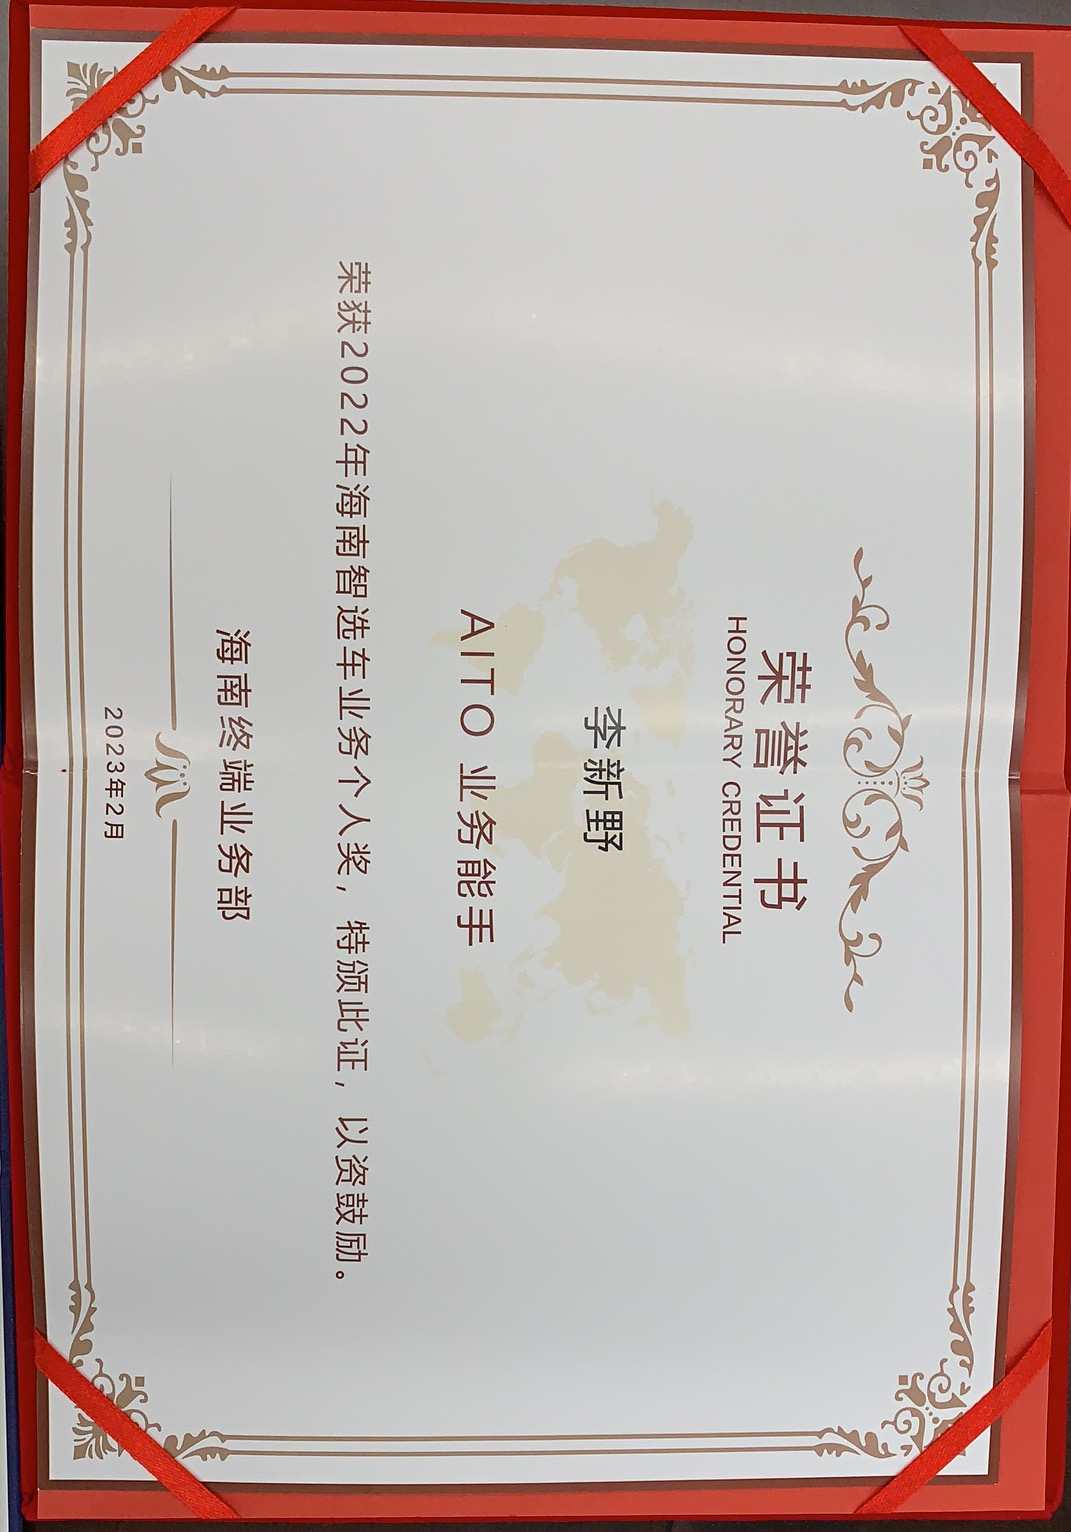 荣誉证书
HONORARY CREDENTIAL
李新野
AITO 业务能手
荣获2022年海南智选车业务个人奖，特颁此证，以资鼓励。
海南终端业务部
2023年2月